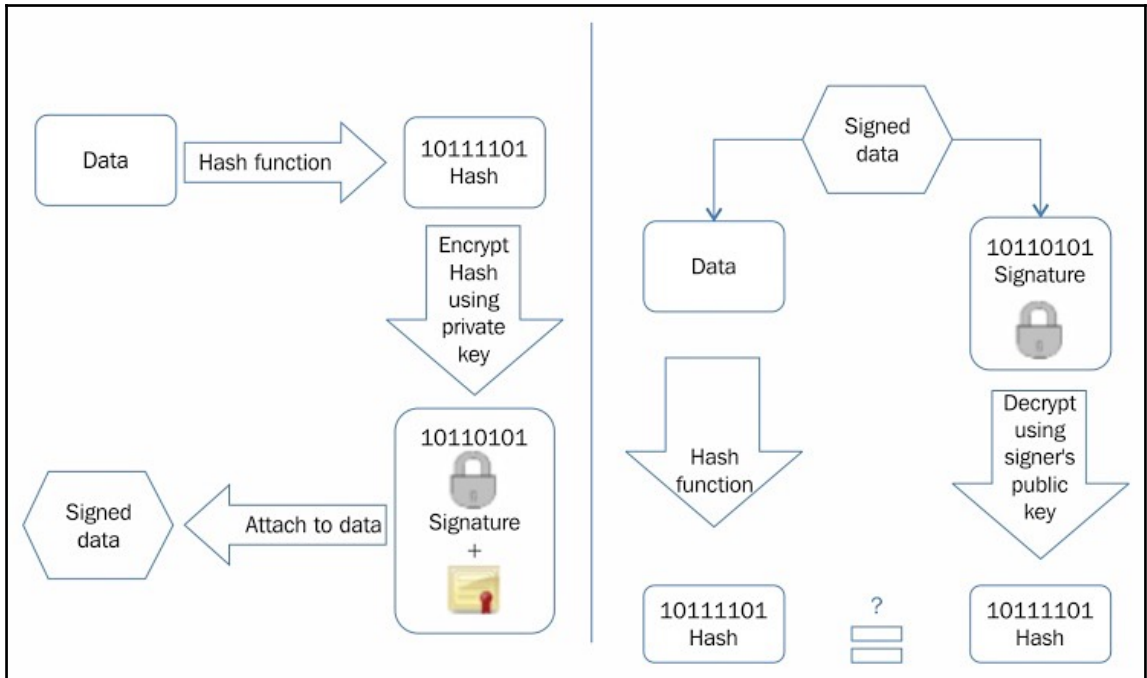 Data
Hash function
10111101
Hash
Encrypt
Hash
using
private
key
10110101
Signature
+
Attach to data
Signed
data
Signed
data
Data
10110101
Signature
Hash
function
Decrypt
using
signer's
public
key
10111101
Hash
?
10111101
Hash